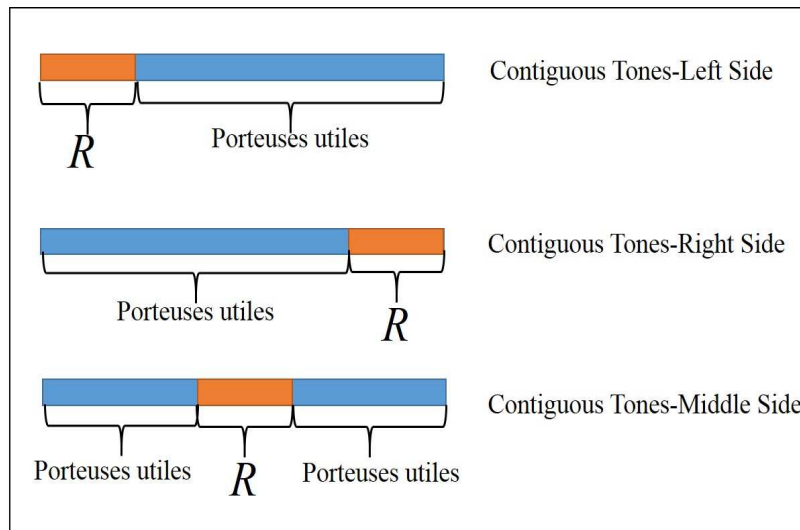 Contiguous Tones-Left Side
R
Porteuses utiles
Contiguous Tones-Right Side
Porteuses utiles
R
Contiguous Tones-Middle Side
Porteuses utiles
R
Porteuses utiles